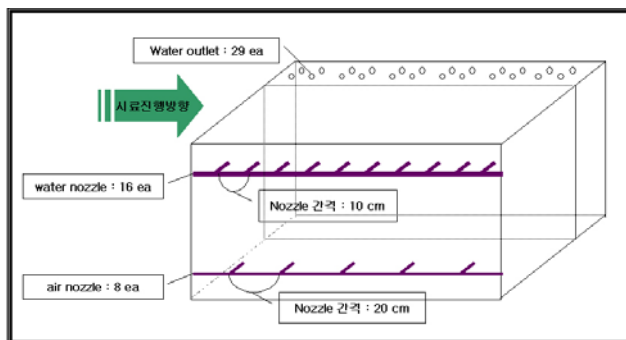 Water outlet : 29 ea
시료진행방향
water nozzle : 16 ea
Nozzle 간격 : 10 cm
air nozzle : 8 ea
Nozzle 간격 : 20 cm